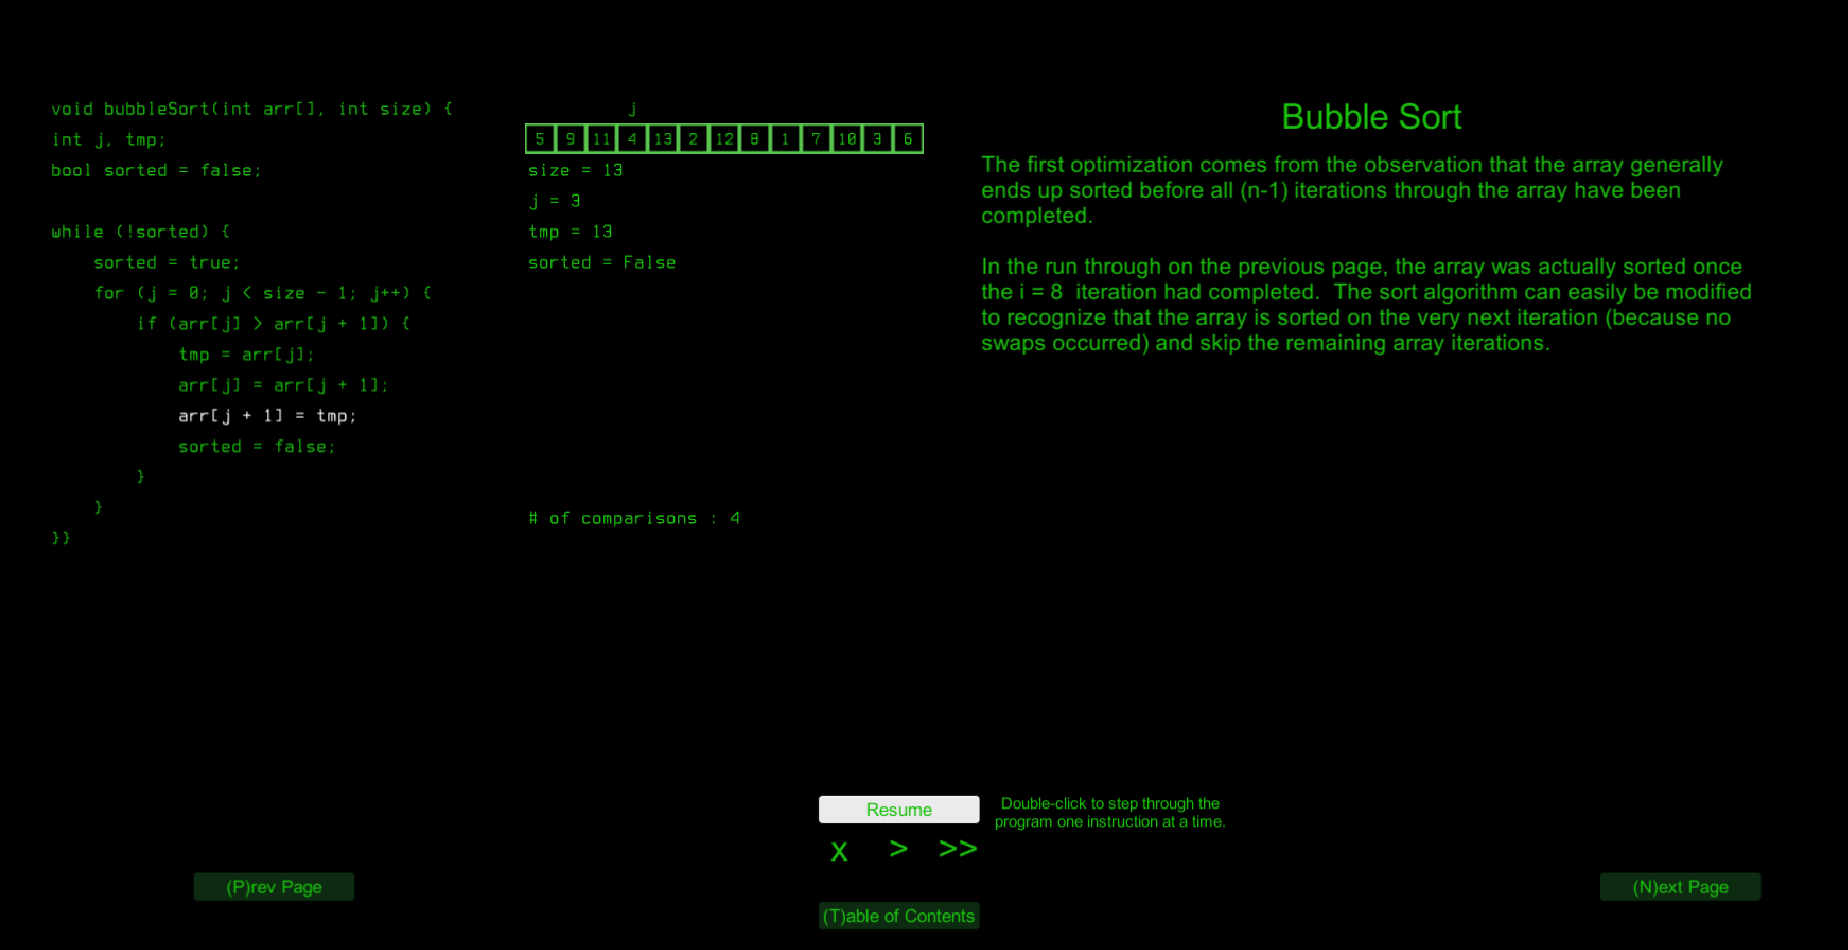 void bubbleSort(int arr[], int size) {
int j, tmp;
bool sorted = false;
while (!sorted) {
sorted = true;
for (j = 0; j < size - 1; j++) {
if (arr[j] > arr[j + 1]) {
tmp = arr[j];
arr[j] = arr[j + 1];
arr[j + 1] = tmp;
sorted = false;
}
}
}}
j
5 9 11 4 13 2 12 8 1 7 10 3 6
size = 13
j = 3
tmp = 13
sorted = False
# of comparisons : 4
Bubble Sort
The first optimization comes from the observation that the array generally
ends up sorted before all (n-1) iterations through the array have been
completed.
In the run through on the previous page, the array was actually sorted once
the i = 8 iteration had completed. The sort algorithm can easily be modified
to recognize that the array is sorted on the very next iteration (because no
swaps occurred) and skip the remaining array iterations.
Resume
Double-click to step through the
program one instruction at a time.
x > >>
(P)rev Page
(T)able of Contents
(N)ext Page